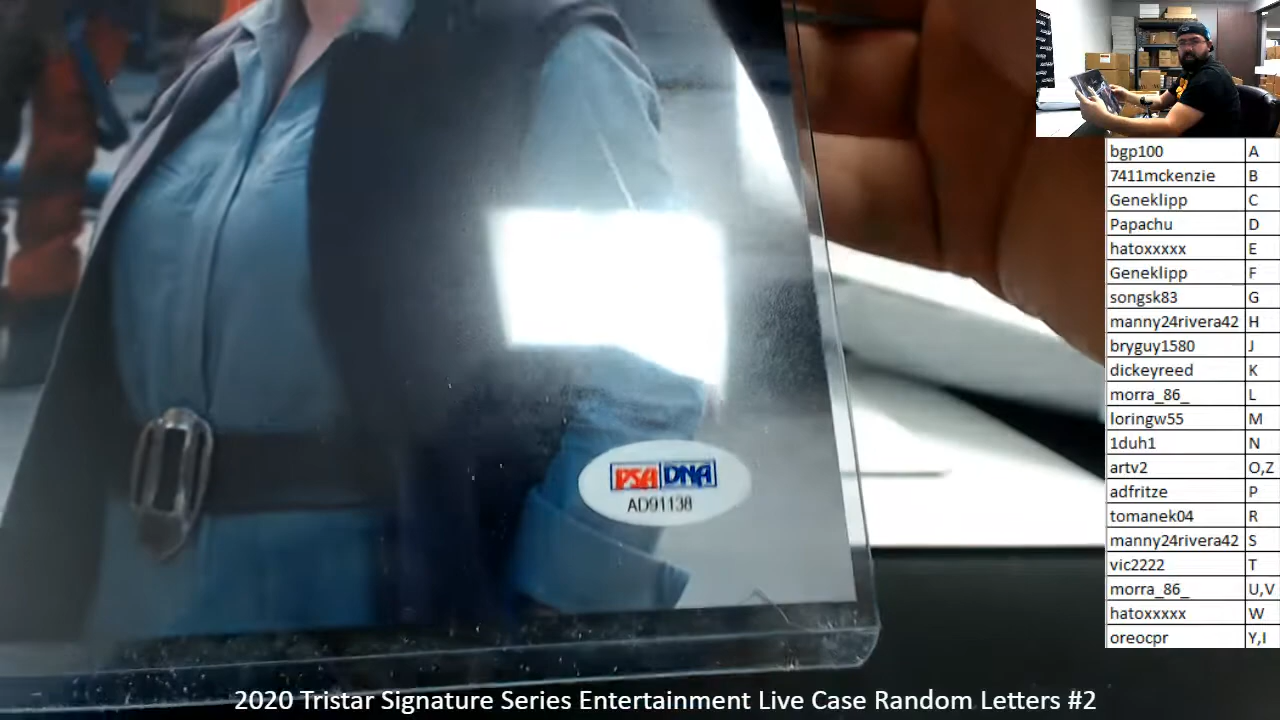 PSA DNA
AD91138
bgp100 A
7411mckenzie B
Geneklipp C
Papachu D
hatoxxxxx E
Geneklipp F
songsk83 G
manny24rivera42 H
bryguy1580 J
dickeyreed K
morra_86_ L
loringw55 M
1duh1 N
artv2 O,Z
adfritze P
tomanek04 R
manny24rivera42 S
vic2222 T
morra_86_ U,V
hatoxxxxx W
oreocpr Y,I
2020 Tristar Signature Series Entertainment Live Case Random Letters #2